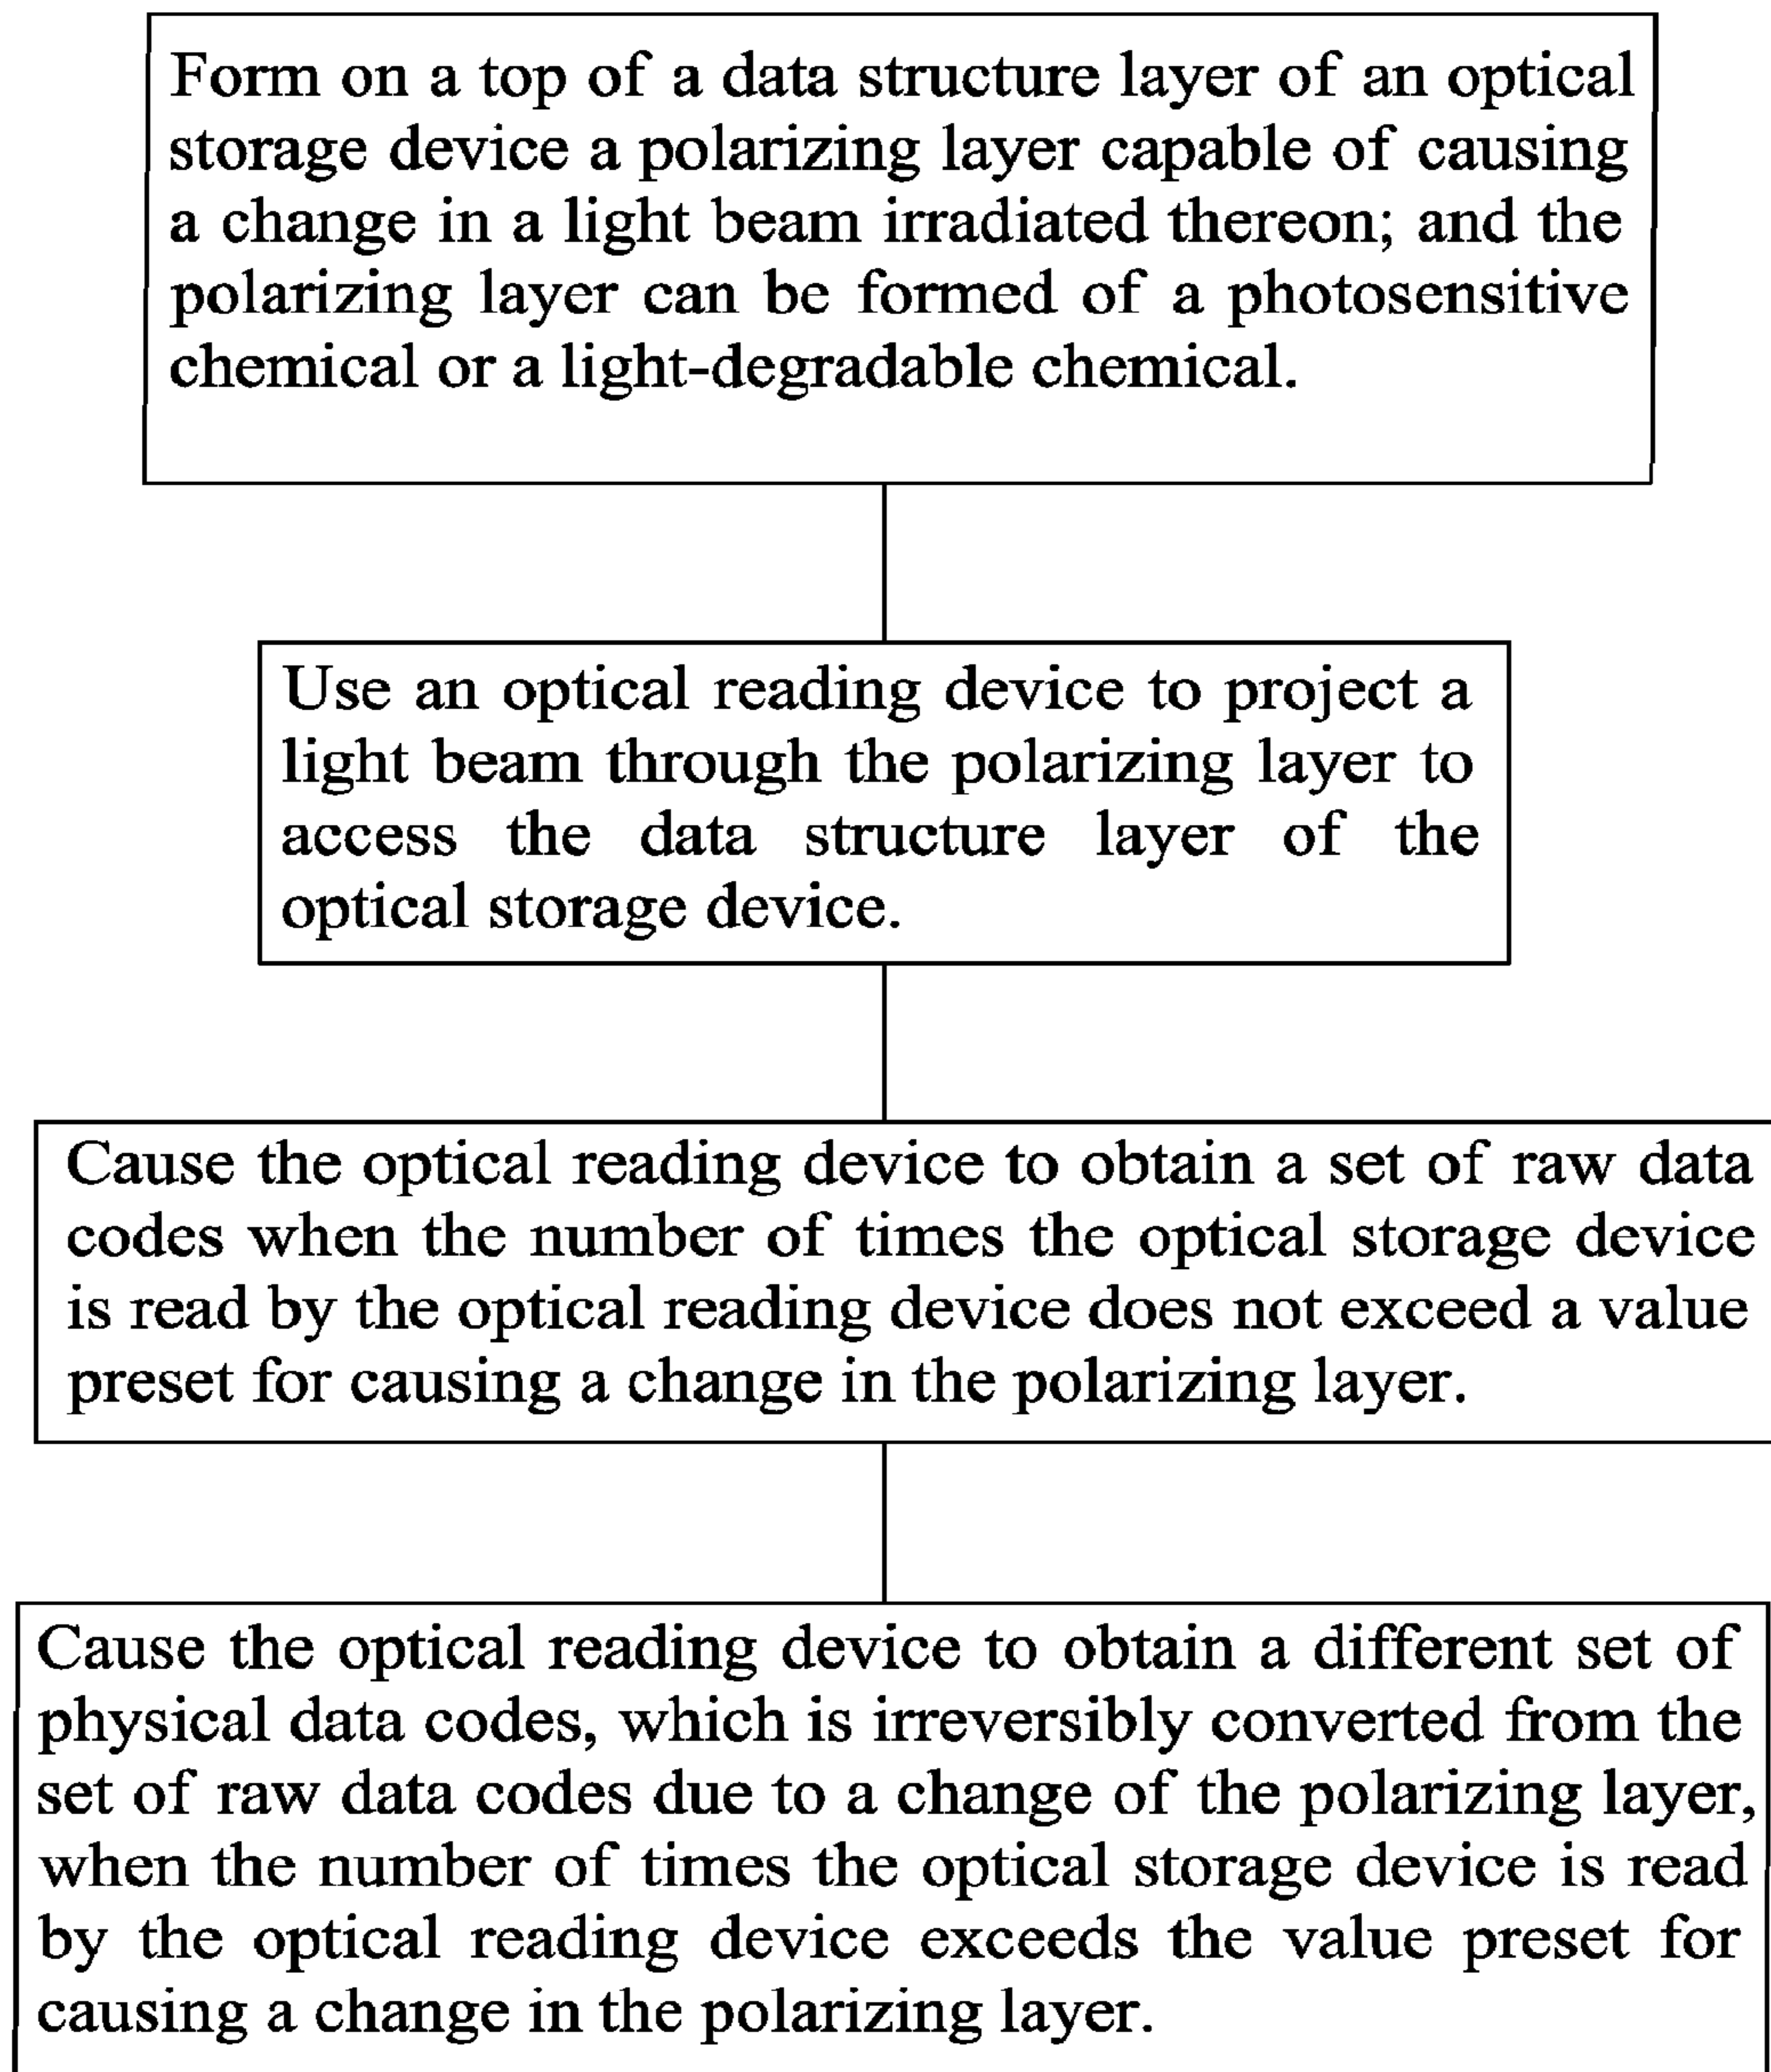 Form on a top of a data structure layer of an optical
storage device a polarizing layer capable of causing
a change in a light beam irradiated thereon; and the
polarizing layer can be formed of a photosensitive
chemical or a light-degradable chemical.
Use an optical reading device to project a
light beam through the polarizing layer to
access the data structure layer of the
optical storage device.
Cause the optical reading device to obtain a set of raw data
codes when the number of times the optical storage device
is read by the optical reading device does not exceed a value
preset for causing a change in the polarizing layer.
Cause the optical reading device to obtain a different set of
physical data codes, which is irreversibly converted from the
set of raw data codes due to a change of the polarizing layer,
when the number of times the optical storage device is read
by the optical reading device exceeds the value preset for
causing a change in the polarizing layer.